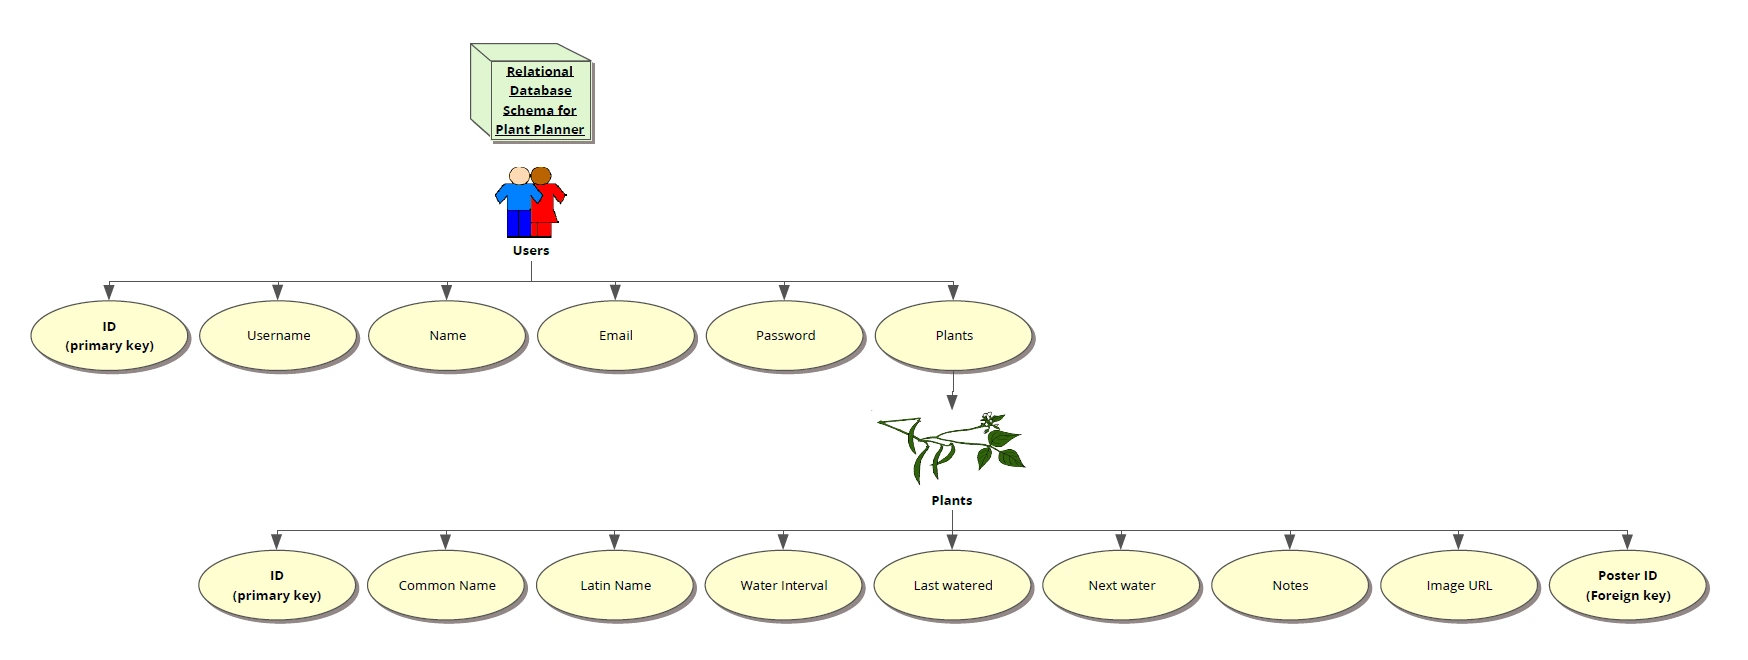 Relational
Database
Schema for
Plant Planner
Users
ID
(primary key)
Username
Name
Email
Password
Plants
Plants
ID
(primary key)
Common Name
Latin Name
Water Interval
Last watered
Next water
Notes
Image URL
Poster ID
(Foreign key)